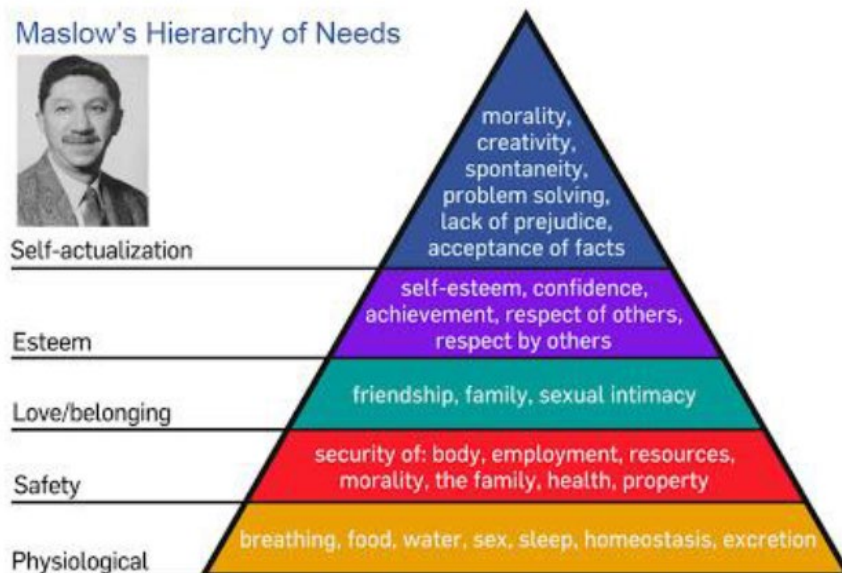 Maslow's Hierarchy of Needs
morality,
creativity,
spontaneity,
problem solving,
lack of prejudice,
acceptance of facts
Self-actualization
self-esteem, confidence,
achievement, respect of others,
respect by others
Esteem
friendship, family, sexual intimacy
Love/belonging
security of: body, employment, resources,
morality, the family, health, property
Safety
breathing, food, water, sex, sleep, homeostasis, excretion
Physiological